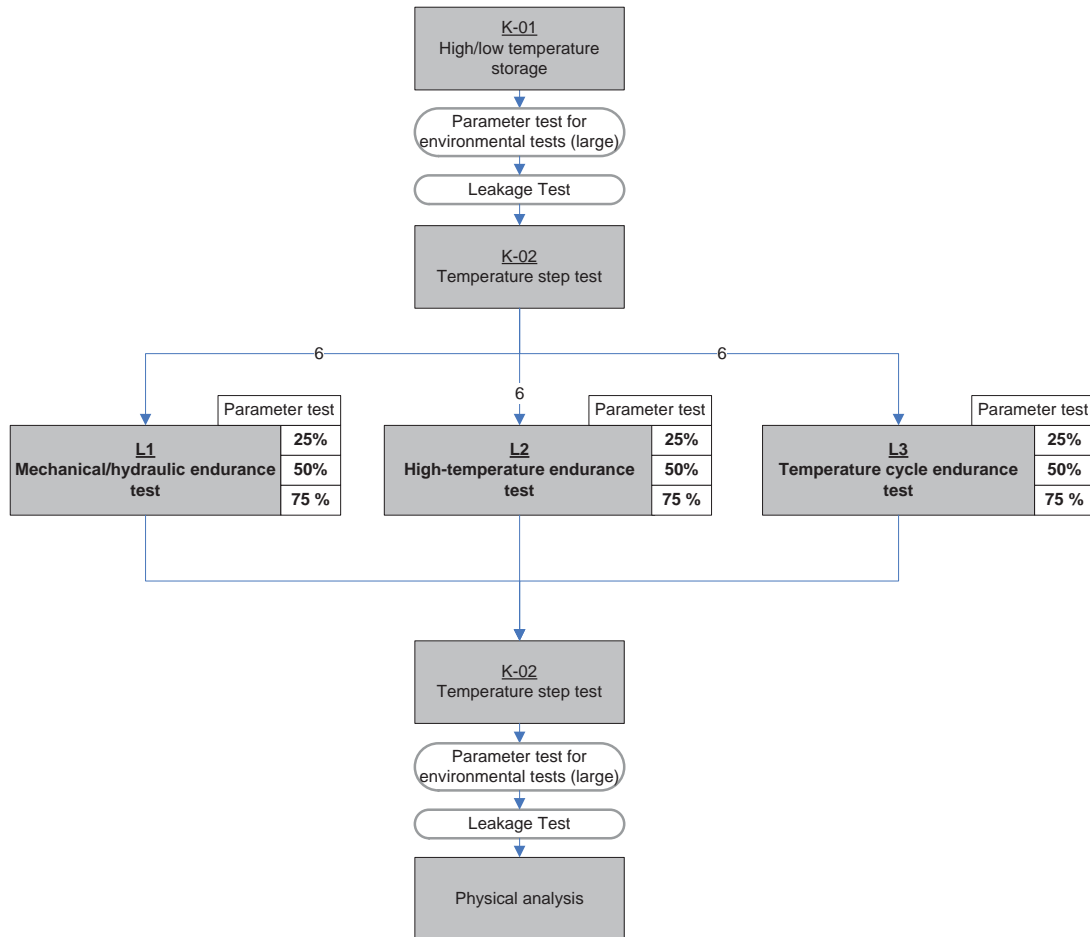 K-01
High/low temperature
storage
Parameter test for
environmental tests (large)
Leakage Test
K-02
Temperature step test
6
6
6
Parameter test
L1
Mechanical/hydraulic endurance
test
25%
50%
75 %
Parameter test
L2
High-temperature endurance
test
25%
50%
75 %
Parameter test
L3
Temperature cycle endurance
test
25%
50%
75 %
K-02
Temperature step test
Parameter test for
environmental tests (large)
Leakage Test
Physical analysis